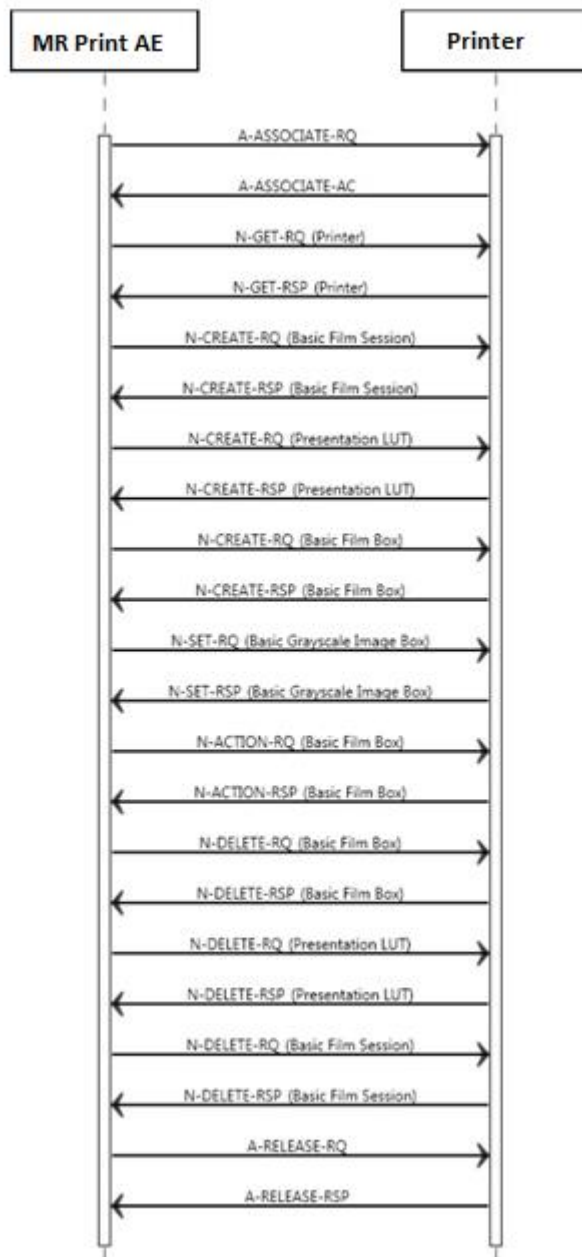 MR Print AE
Printer
A-ASSOCIATE-RQ
A-ASSOCIATE-AC
N-GET-RQ (Printer)
N-GET-RSP (Printer)
N-CREATE-RQ (Basic Film Session)
N-CREATE-RSP (Basic Film Session)
N-CREATE-RQ (Presentation LUT)
N-CREATE-RSP (Presentation LUT)
N-CREATE-RQ (Basic Film Box)
N-CREATE-RSP (Basic Film Box)
N-SET-RQ (Basic Grayscale Image Box)
N-SET-RSP (Basic Grayscale Image Box)
N-ACTION-RQ (Basic Film Box)
N-ACTION-RSP (Basic Film Box)
N-DELETE-RQ (Basic Film Box)
N-DELETE-RSP (Basic Film Box)
N-DELETE-RQ (Presentation LUT)
N-DELETE-RSP (Presentation LUT)
N-DELETE-RQ (Basic Film Session)
N-DELETE-RSP (Basic Film Session)
A-RELEASE-RQ
A-RELEASE-RSP